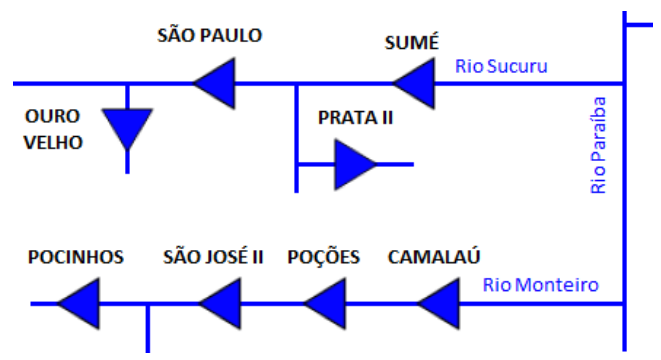 SÃO PAULO
SUMÉ
Rio Sucuru
OURO
VELHO
PRATA II
Rio Paraíba
POCINHOS
SÃO JOSÉ II
POÇÕES
CAMALAÚ
Rio Monteiro